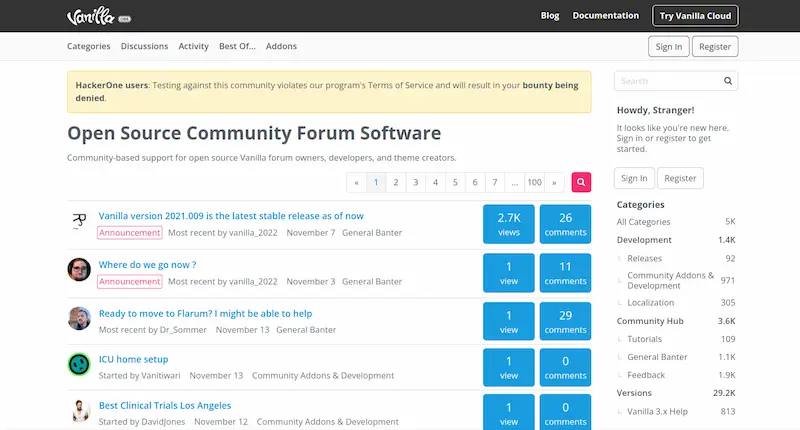 Vanilla OSS
Blog Documentation Try Vanilla Cloud
Categories Discussions Activity Best Of... Addons Sign In Register
HackerOne users: Testing against this community violates our program's Terms of Service and will result in your bounty being
denied.
Search
Open Source Community Forum Software
Community-based support for open source Vanilla forum owners, developers, and theme creators.
« 1 2 3 4 5 6 7 ... 100 »
Vanilla version 2021.009 is the latest stable release as of now
Announcement Most recent by vanilla_2022 November 7 General Banter
2.7K views
26 comments
Where do we go now ?
Announcement Most recent by vanilla_2022 November 3 General Banter
1 view
11 comments
Ready to move to Flarum? I might be able to help
Most recent by Dr_Sommer November 13 General Banter
1 view
29 comments
ICU home setup
Started by Vanitiwari November 13 Community Addons & Development
1 view
0 comments
Best Clinical Trials Los Angeles
Started by DavidJones November 12 Community Addons & Development
1 view
0 comments
Howdy, Stranger!
It looks like you're new here.
Sign in or register to get
started.
Sign In Register
Categories
All Categories 5K
Development 1.4K
Releases 92
Community Addons &
Development 971
Localization 305
Community Hub 3.6K
Tutorials 109
General Banter 1.1K
Feedback 1.9K
Versions 29.2K
Vanilla 3.x Help 813